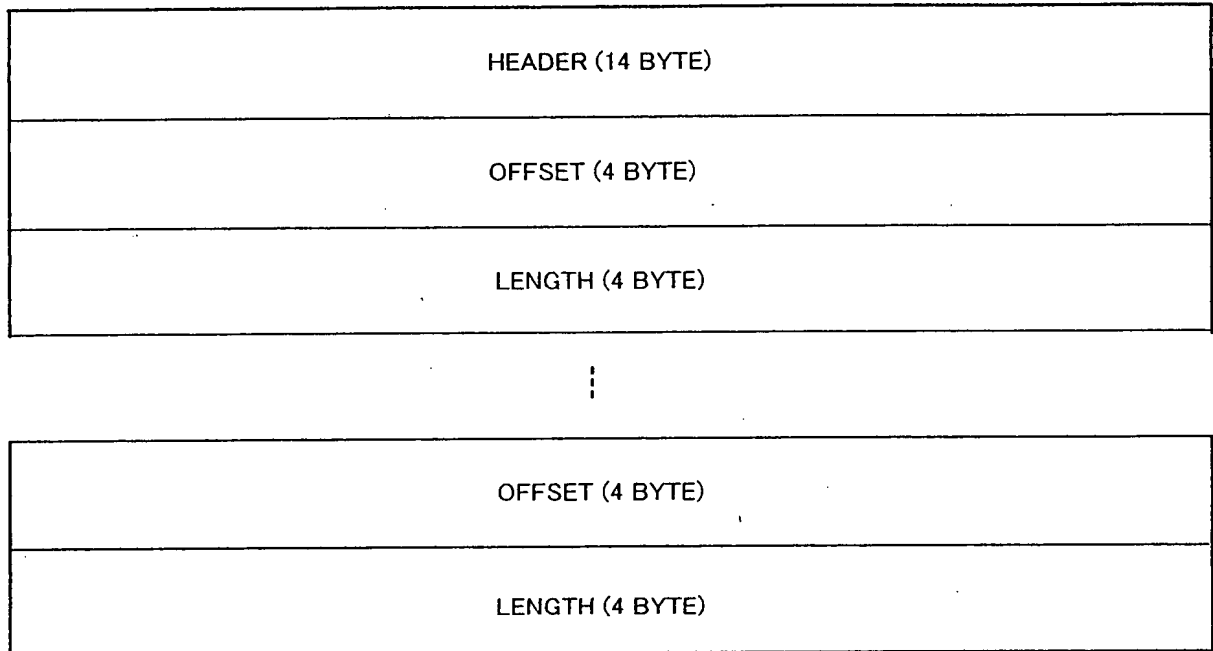 HEADER (14 BYTE)
OFFSET (4 BYTE)
LENGTH (4 BYTE)
OFFSET (4 BYTE)
LENGTH (4 BYTE)